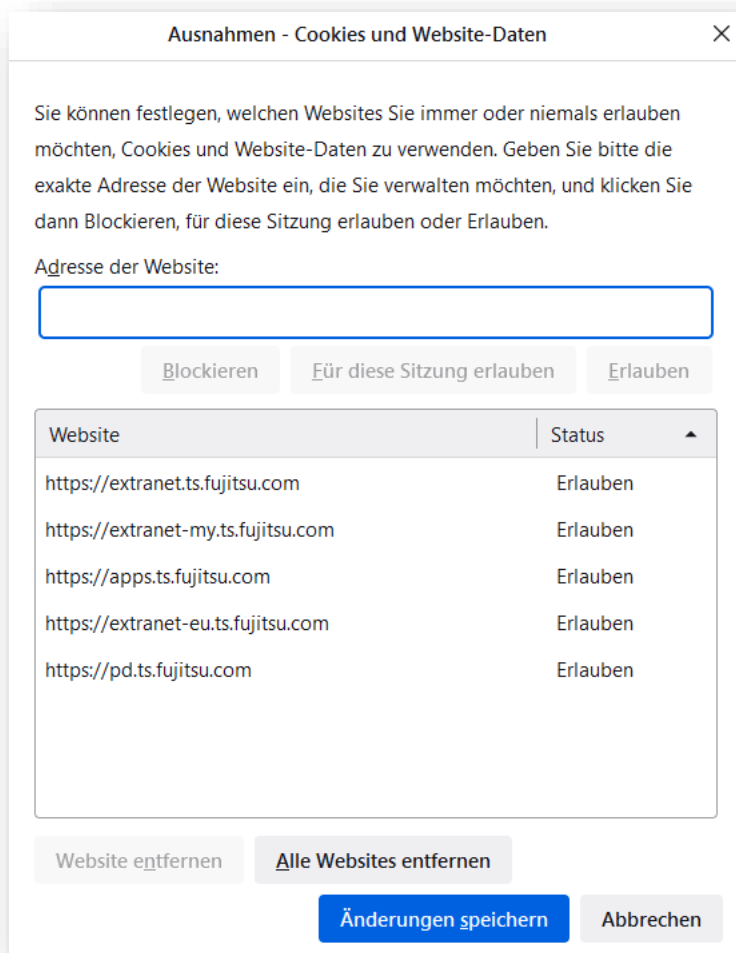 Ausnahmen - Cookies und Website-Daten
Sie können festlegen, welchen Websites Sie immer oder niemals erlauben
möchten, Cookies und Website-Daten zu verwenden. Geben Sie bitte die
exakte Adresse der Website ein, die Sie verwalten möchten, und klicken Sie
dann Blockieren, für diese Sitzung erlauben oder Erlauben.
Adresse der Website:
Blockieren Für diese Sitzung erlauben Erlauben
Website Status
https://extranet.ts.fujitsu.com Erlauben
https://extranet-my.ts.fujitsu.com Erlauben
https://apps.ts.fujitsu.com Erlauben
https://extranet-eu.ts.fujitsu.com Erlauben
https://pd.ts.fujitsu.com Erlauben
Website entfernen Alle Websites entfernen
Änderungen speichern Abbrechen